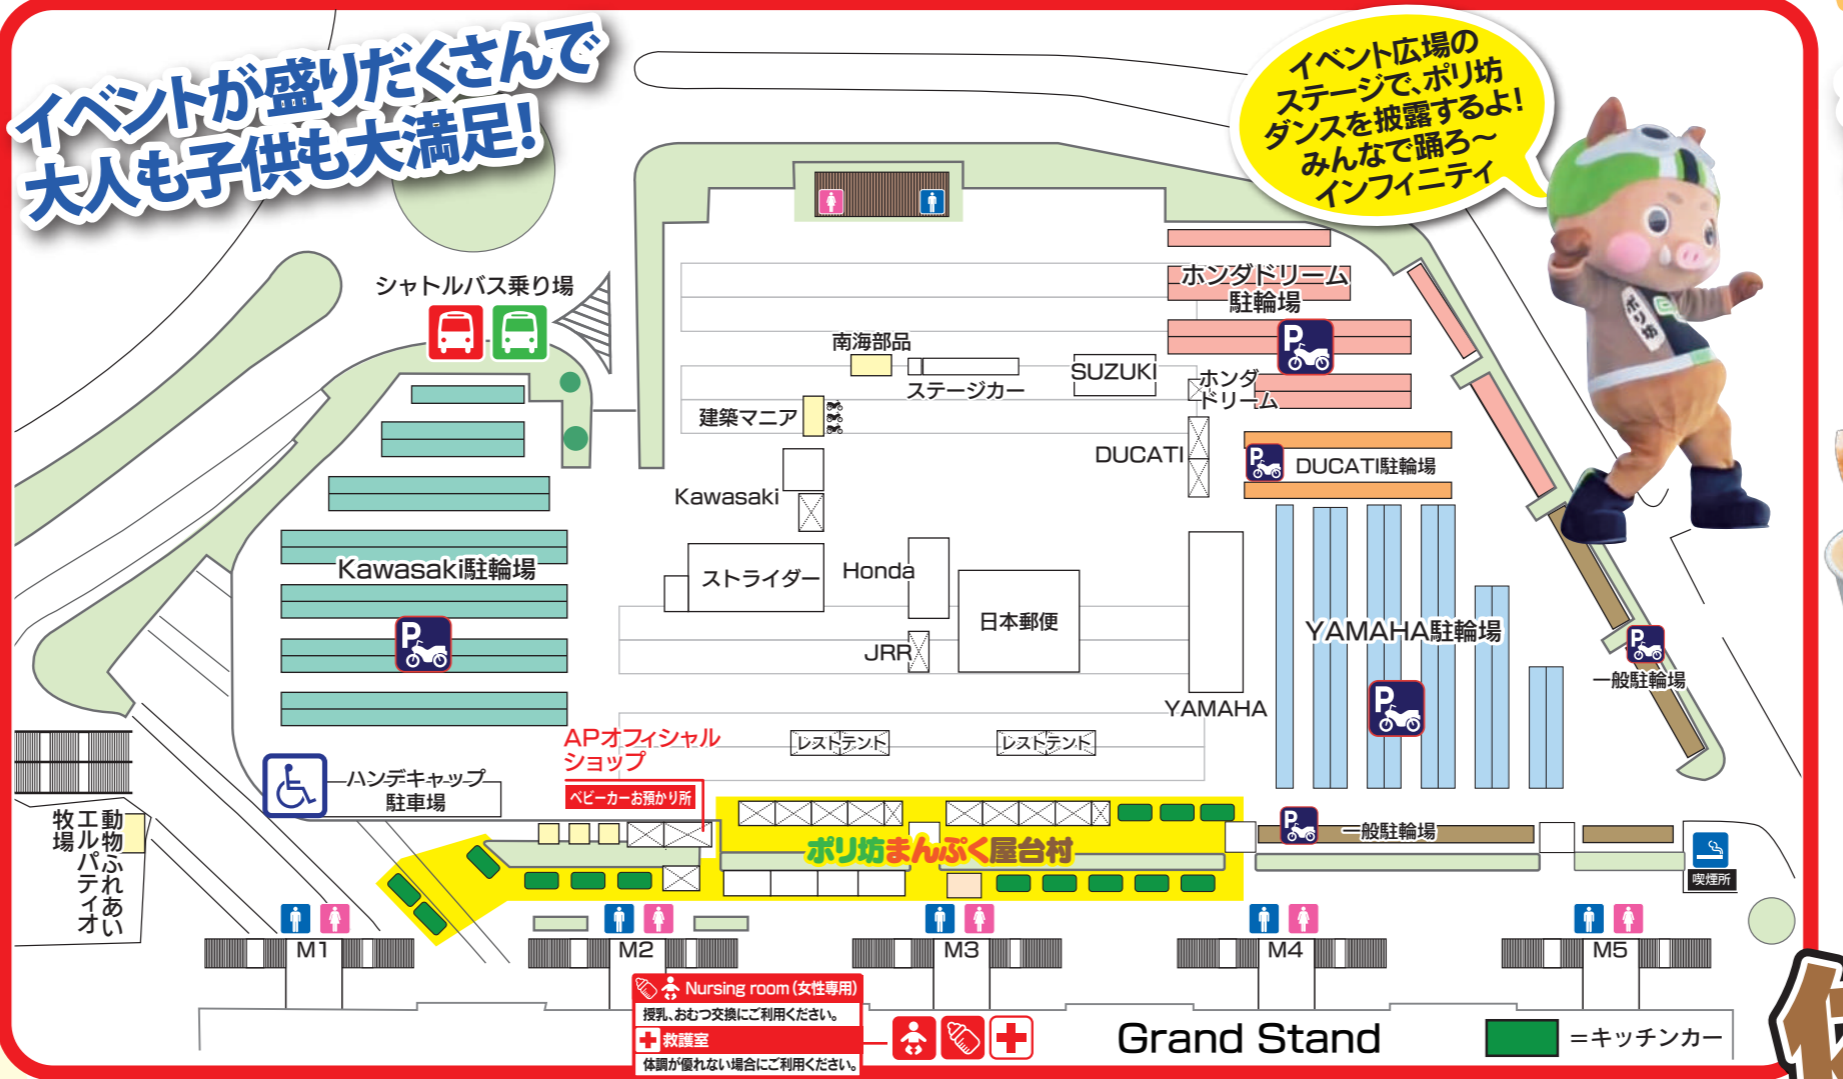 イベントが盛りだくさんで
大人も子供も大満足!
イベント広場の
ステージで、ポリ坊
ダンスを披露するよ!
みんなで踊ろ〜
インフィニティ
ポリ坊
シャトルバス乗り場
ホンダドリーム
駐輪場
P
南海部品
ステージカー
SUZUKI
ホンダ
ドリーム
建築マニア
DUCATI
P
DUCATI駐輪場
Kawasaki
Kawasaki駐輪場
P
ストライダー
Honda
日本郵便
JRR
YAMAHA駐輪場
P
YAMAHA
P
一般駐輪場
レストテント
レストテント
APオフィシャル
ショップ
ベビーカーお預かり所
ハンデキャップ
駐車場
動物ふれあい
エルパティオ
牧場
ポリ坊まんぷく屋台村
P
一般駐輪場
喫煙所
M1
M2
M3
M4
M5
Nursing room(女性専用)
授乳、おむつ交換にご利用ください。
救護室
体調が優れない場合にご利用ください。
Grand Stand
=キッチンカー